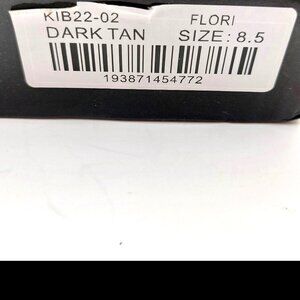 KIB22-02 FLORI
DARK TAN SIZE: 8.5
193871454772